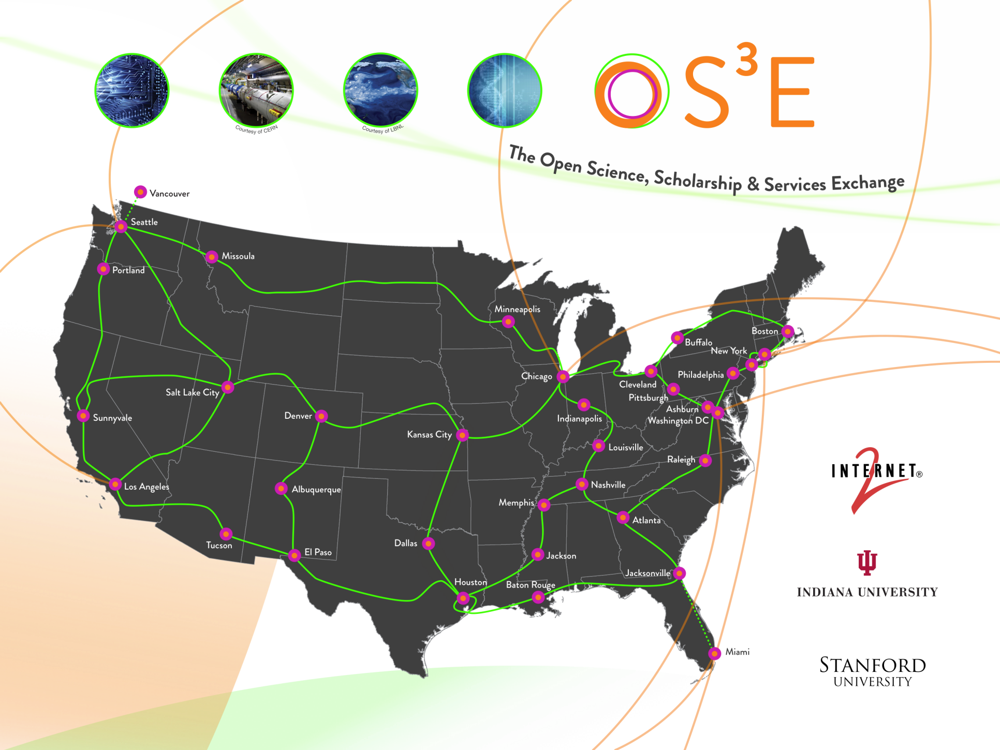 OS³E
Courtesy of CERN
Courtesy of LBNL
The Open Science, Scholarship & Services Exchange
Vancouver
Seattle
Missoula
Portland
Minneapolis
Boston
Buffalo
New York
Chicago
Philadelphia
Cleveland
Salt Lake City
Pittsburgh
Ashburn
Sunnyvale
Denver
Indianapolis
Washington DC
Kansas City
Louisville
Raleigh
INTERNET®
2
Los Angeles
Albuquerque
Nashville
Memphis
Atlanta
Tucson
Dallas
El Paso
Jackson
Jacksonville
Houston
Baton Rouge
INDIANA UNIVERSITY
Miami
STANFORD
UNIVERSITY